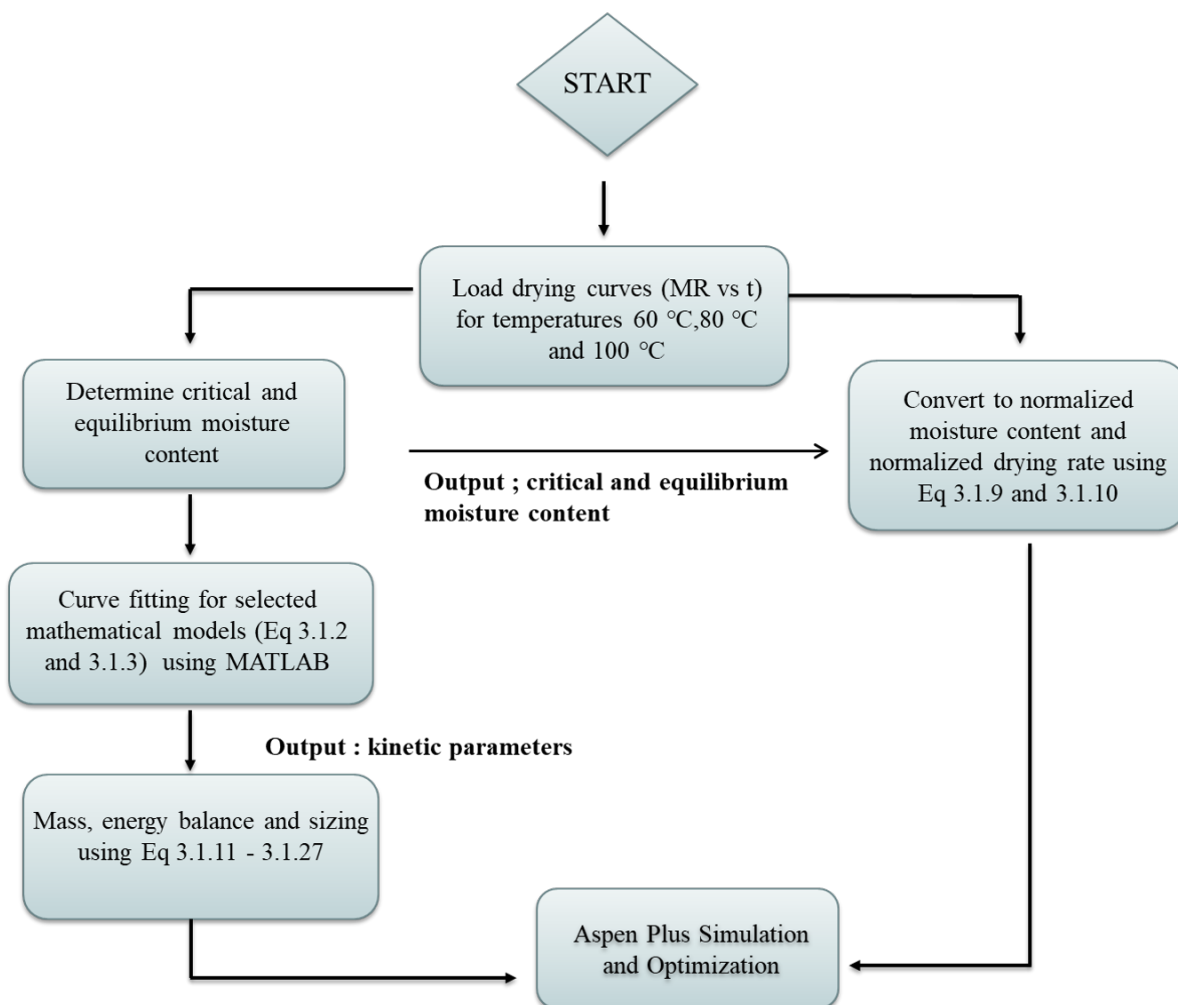 START
Load drying curves (MR vs t)
for temperatures 60 °C,80 °C
and 100 °C
Determine critical and
equilibrium moisture
content
Convert to normalized
moisture content and
normalized drying rate using
Eq 3.1.9 and 3.1.10
Output ; critical and equilibrium
moisture content
Curve fitting for selected
mathematical models (Eq 3.1.2
and 3.1.3) using MATLAB
Output : kinetic parameters
Mass, energy balance and sizing
using Eq 3.1.11 - 3.1.27
Aspen Plus Simulation
and Optimization